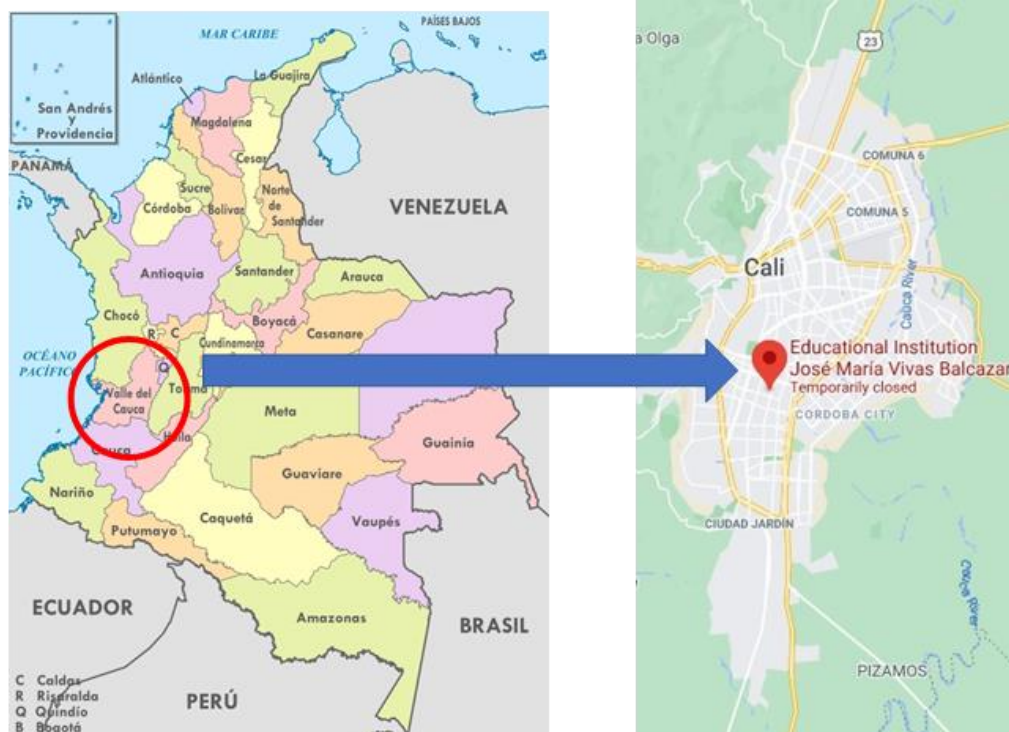 PAÍSES BAJOS
MAR CARIBE
La Guajira
Atlántico
San Andrés
y
Providencia
Magdalena
PANAMÁ
Cesar
Sucre
Norte
de
Santander
Córdoba
Bolívar
VENEZUELA
Antioquia
Santander
Arauca
Chocó
Boyacá
Casanare
R
C
Cundinamarca
OCÉANO
PACÍFICO
Q
Valle del
Cauca
Tolima
Meta
Huila
Cauca
Guainía
Guaviare
Nariño
Vaupés
Caquetá
Putumayo
ECUADOR
Amazonas
BRASIL
PERÚ
C Caldas
R Risaralda
Q Quindío
B Bogotá
a Olga
23
COMUNA 6
COMUNA 5
Cali
Cauca River
Educational Institution
José María Vivas Balcazar
Temporarily closed
CORDOBA CITY
CIUDAD JARDÍN
Cauca River
PIZAMOS